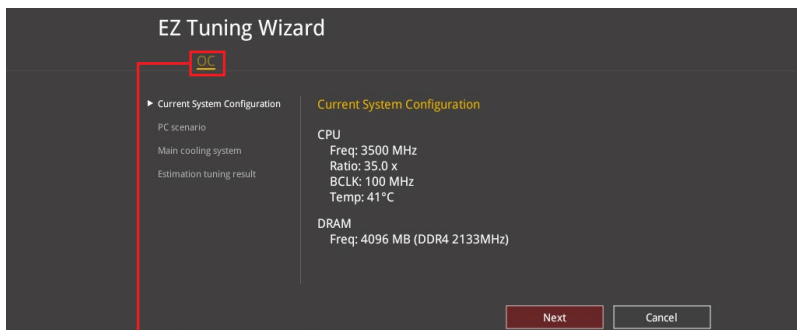 EZ Tuning Wizard
OC
Current System Configuration
PC scenario
Main cooling system
Estimation tuning result
Current System Configuration
CPU
Freq: 3500 MHz
Ratio: 35.0 x
BCLK: 100 MHz
Temp: 41°C
DRAM
Freq: 4096 MB (DDR4 2133MHz)
Next
Cancel